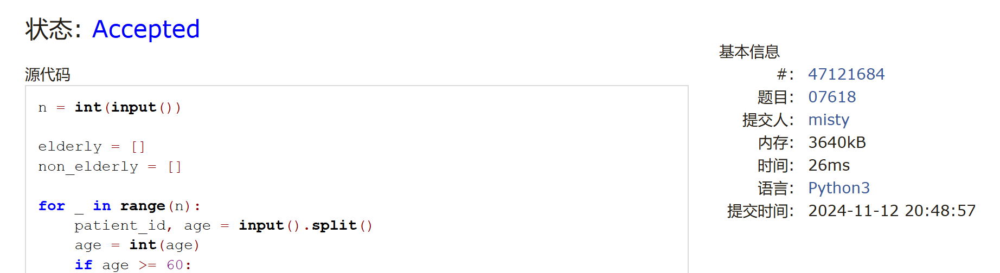 状态: Accepted
源代码
n = int(input())
elderly = []
non_elderly = []
for _ in range(n):
    patient_id, age = input().split()
    age = int(age)
    if age >= 60:
基本信息
#: 47121684
题目: 07618
提交人: misty
内存: 3640kB
时间: 26ms
语言: Python3
提交时间: 2024-11-12 20:48:57